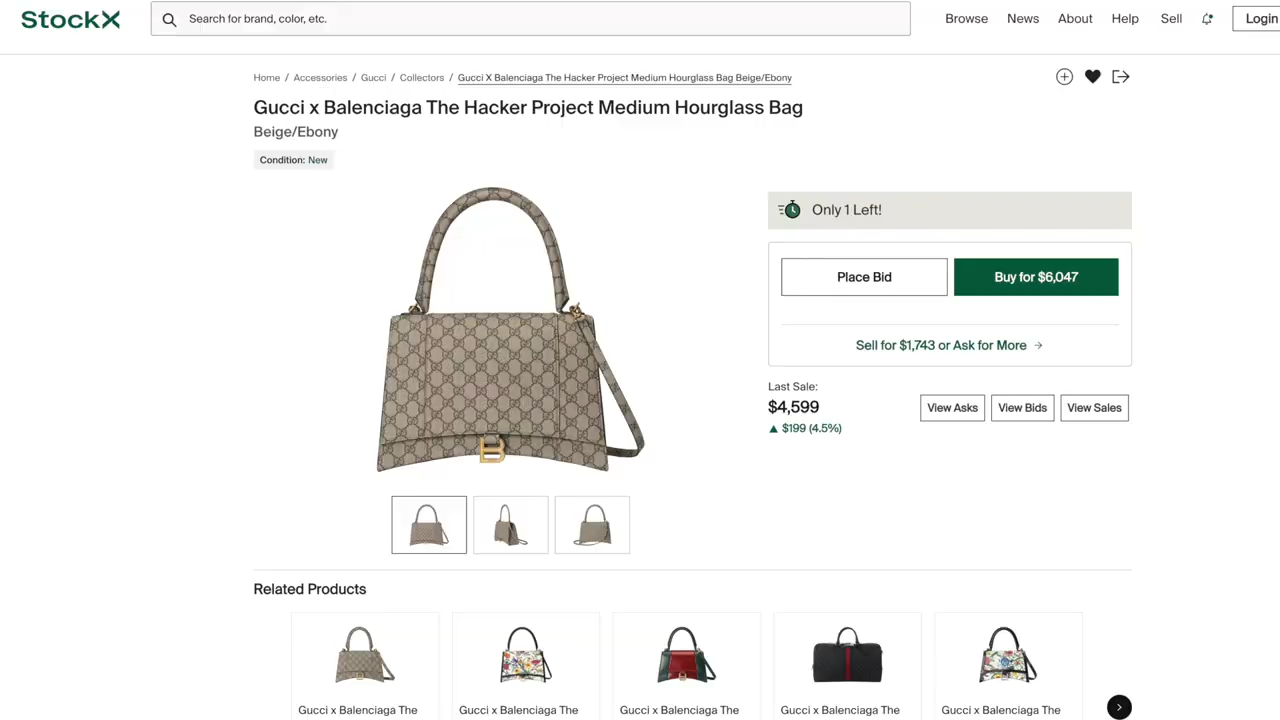 StockX
Search for brand, color, etc.
Browse News About Help Sell Login
Home / Accessories / Gucci / Collectors / Gucci X Balenciaga The Hacker Project Medium Hourglass Bag Beige/Ebony
Gucci x Balenciaga The Hacker Project Medium Hourglass Bag
Beige/Ebony
Condition: New
Only 1 Left!
Place Bid Buy for $6,047
Sell for $1,743 or Ask for More →
Last Sale:
$4,599
▲ $199 (4.5%)
View Asks View Bids View Sales
B
Related Products
Gucci x Balenciaga The Gucci x Balenciaga The Gucci x Balenciaga The Gucci x Balenciaga The Gucci x Balenciaga The